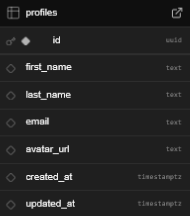 profiles
id uuid
first_name text
last_name text
email text
avatar_url text
created_at timestamptz
updated_at timestamptz